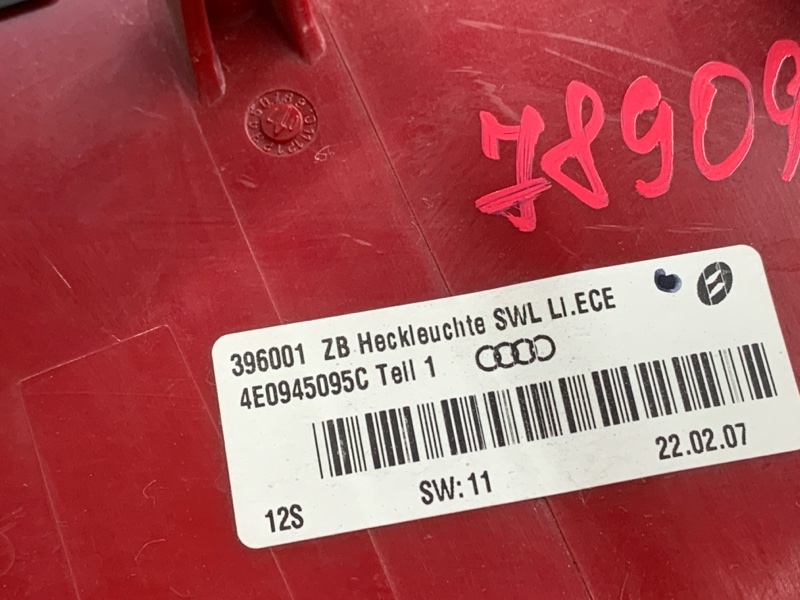 78909
396001 ZB Heckleuchte SWL LI.ECE
4E0945095C Teil 1
22.02.07
SW: 11
12S